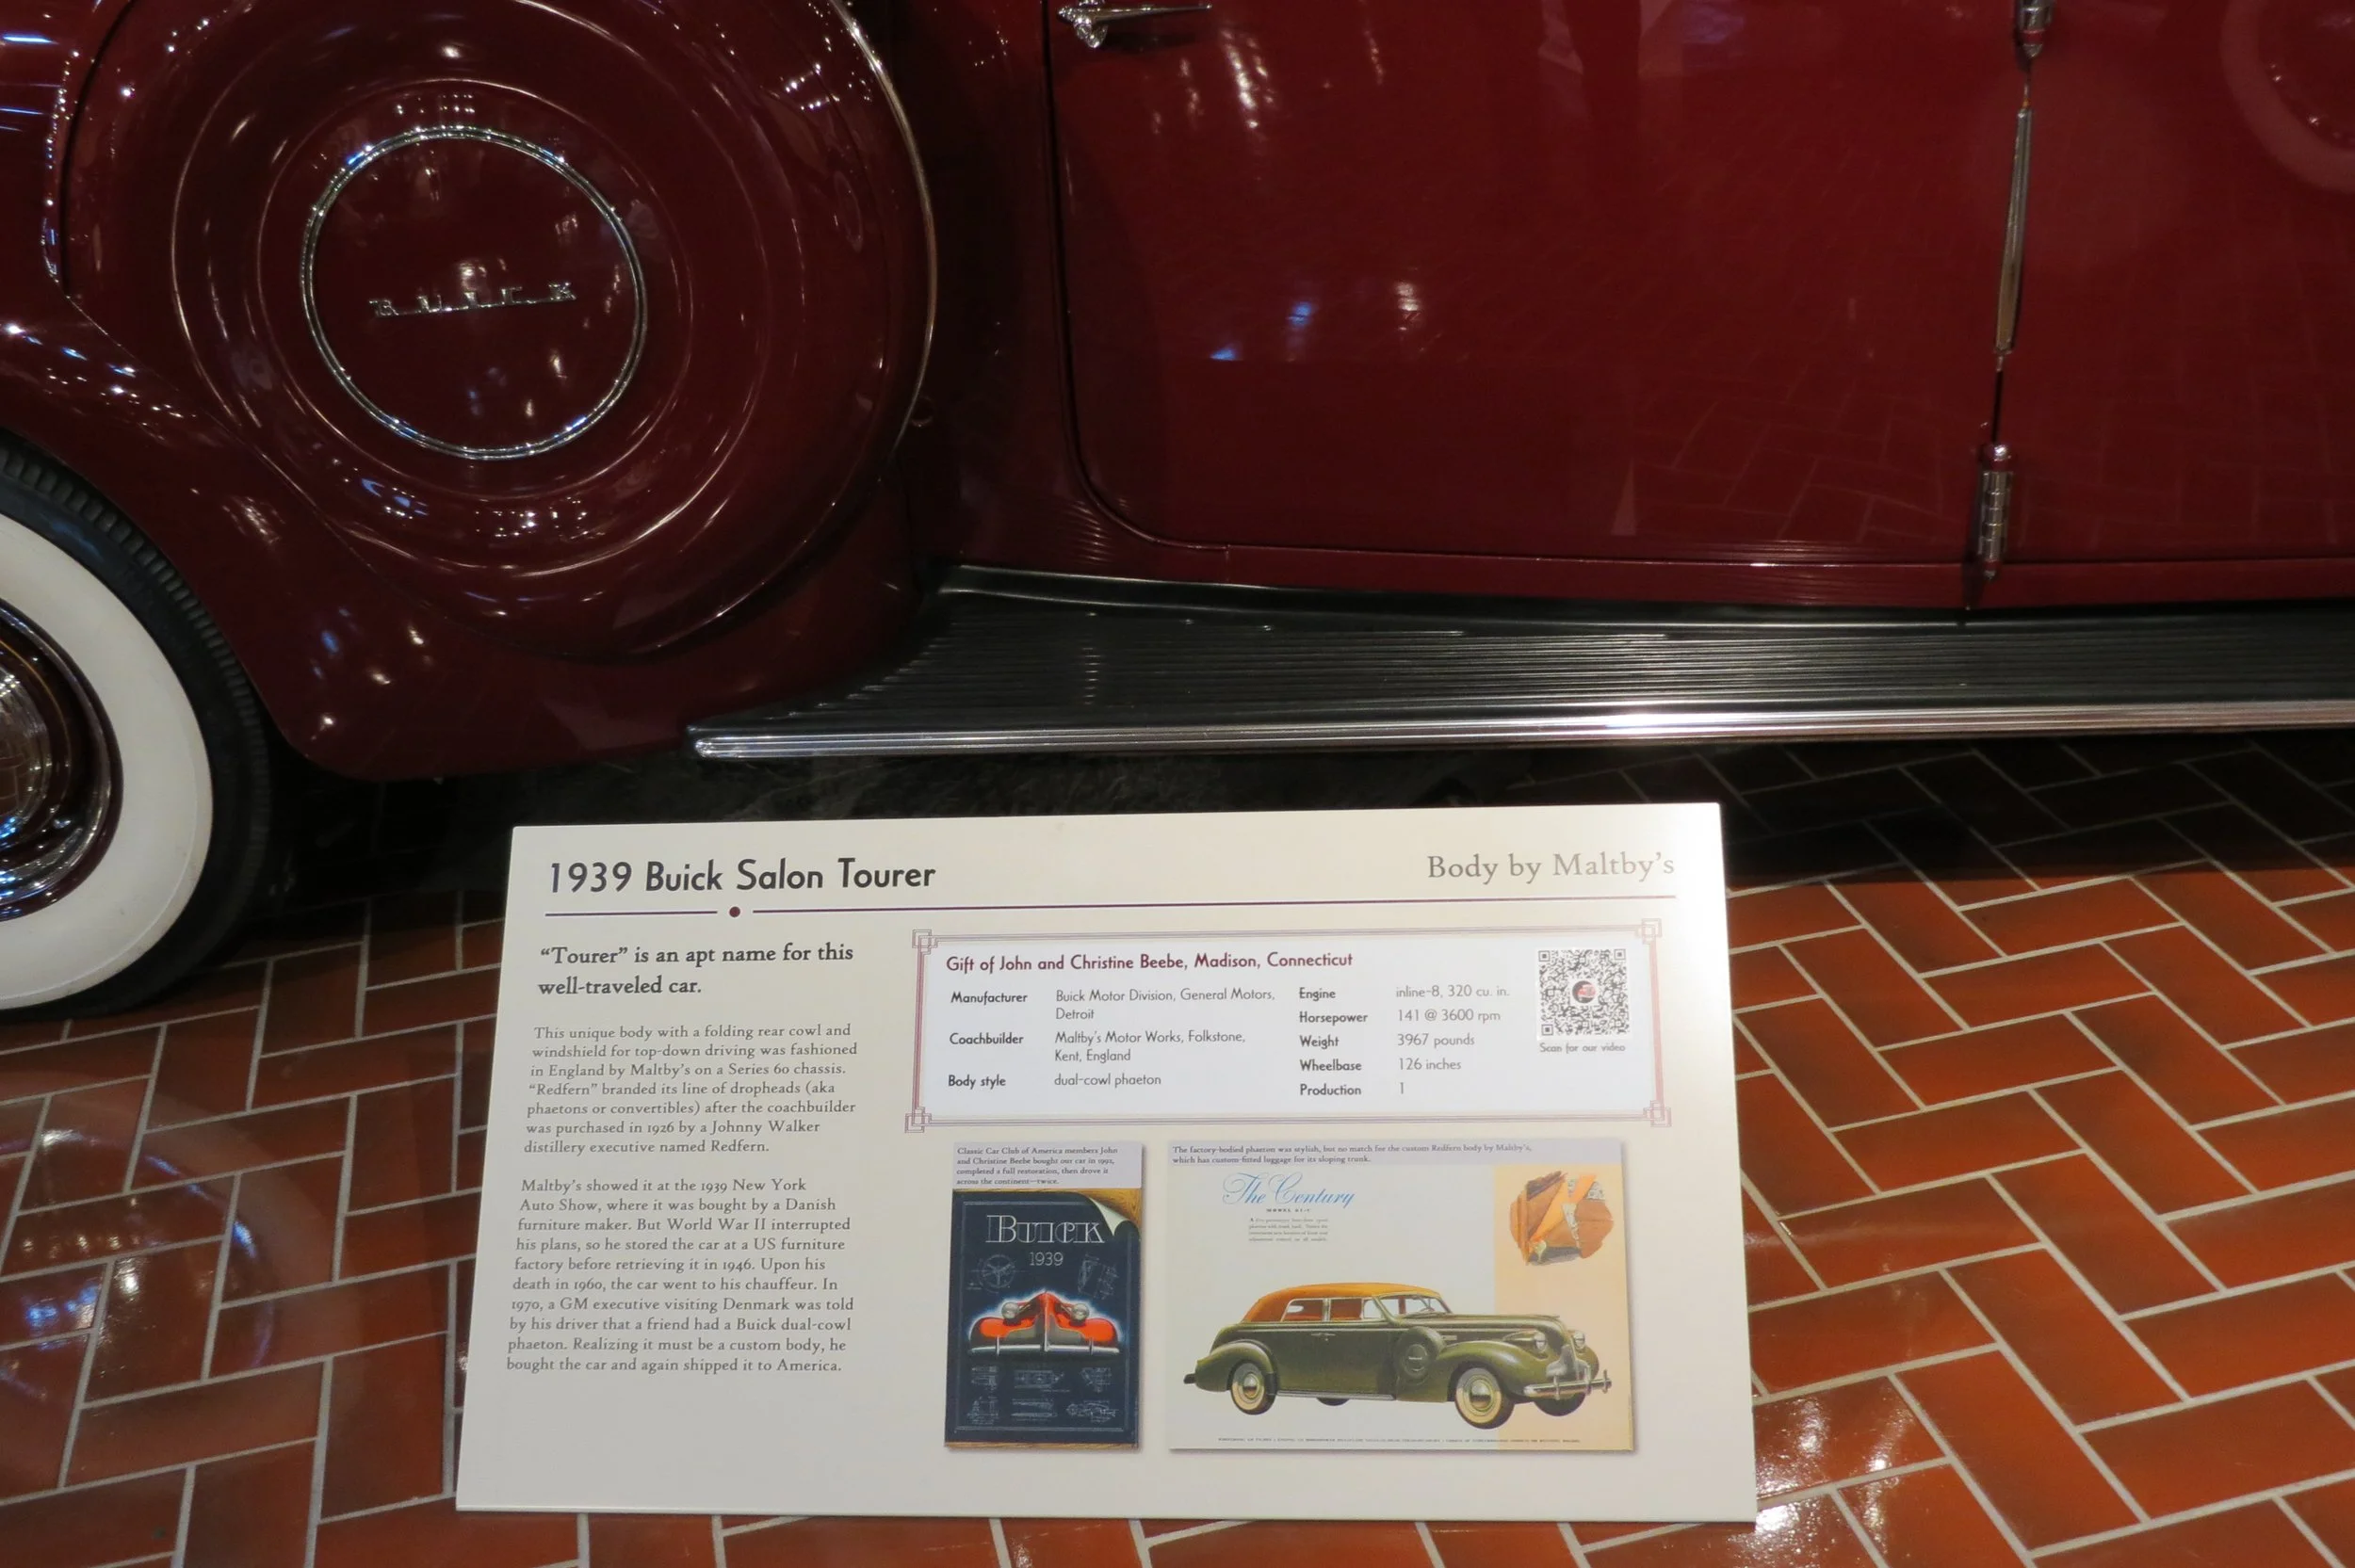 BUICK
1939 Buick Salon Tourer
Body by Maltby's
“Tourer” is an apt name for this
well-traveled car.
This unique body with a folding rear cowl and
windshield for top-down driving was fashioned
in England by Maltby's on a Series 60 chassis.
“Redfern” branded its line of dropheads (aka
phaetons or convertibles) after the coachbuilder
was purchased in 1926 by a Johnny Walker
distillery executive named Redfern.
Maltby's showed it at the 1939 New York
Auto Show, where it was bought by a Danish
furniture maker. But World War II interrupted
his plans, so he stored the car at a US furniture
factory before retrieving it in 1946. Upon his
death in 1960, the car went to his chauffeur. In
1970, a GM executive visiting Denmark was told
by his driver that a friend had a Buick dual-cowl
phaeton. Realizing it must be a custom body, he
bought the car and again shipped it to America.
Gift of John and Christine Beebe, Madison, Connecticut
Manufacturer Buick Motor Division, General Motors,
Detroit
Coachbuilder Maltby's Motor Works, Folkstone,
Kent, England
Body style dual-cowl phaeton
Engine inline-8, 320 cu. in.
Horsepower 141 @ 3600 rpm
Weight 3967 pounds
Wheelbase 126 inches
Production 1
Scan for our video
Classic Car Club of America members John
and Christine Beebe bought our car in 1992,
completed a full restoration, then drove it
across the continent—twice.
BUICK
1939
The factory-bodied phaeton was stylish, but no match for the custom Redfern body by Maltby's,
which has custom-fitted luggage for its sloping trunk.
The Century